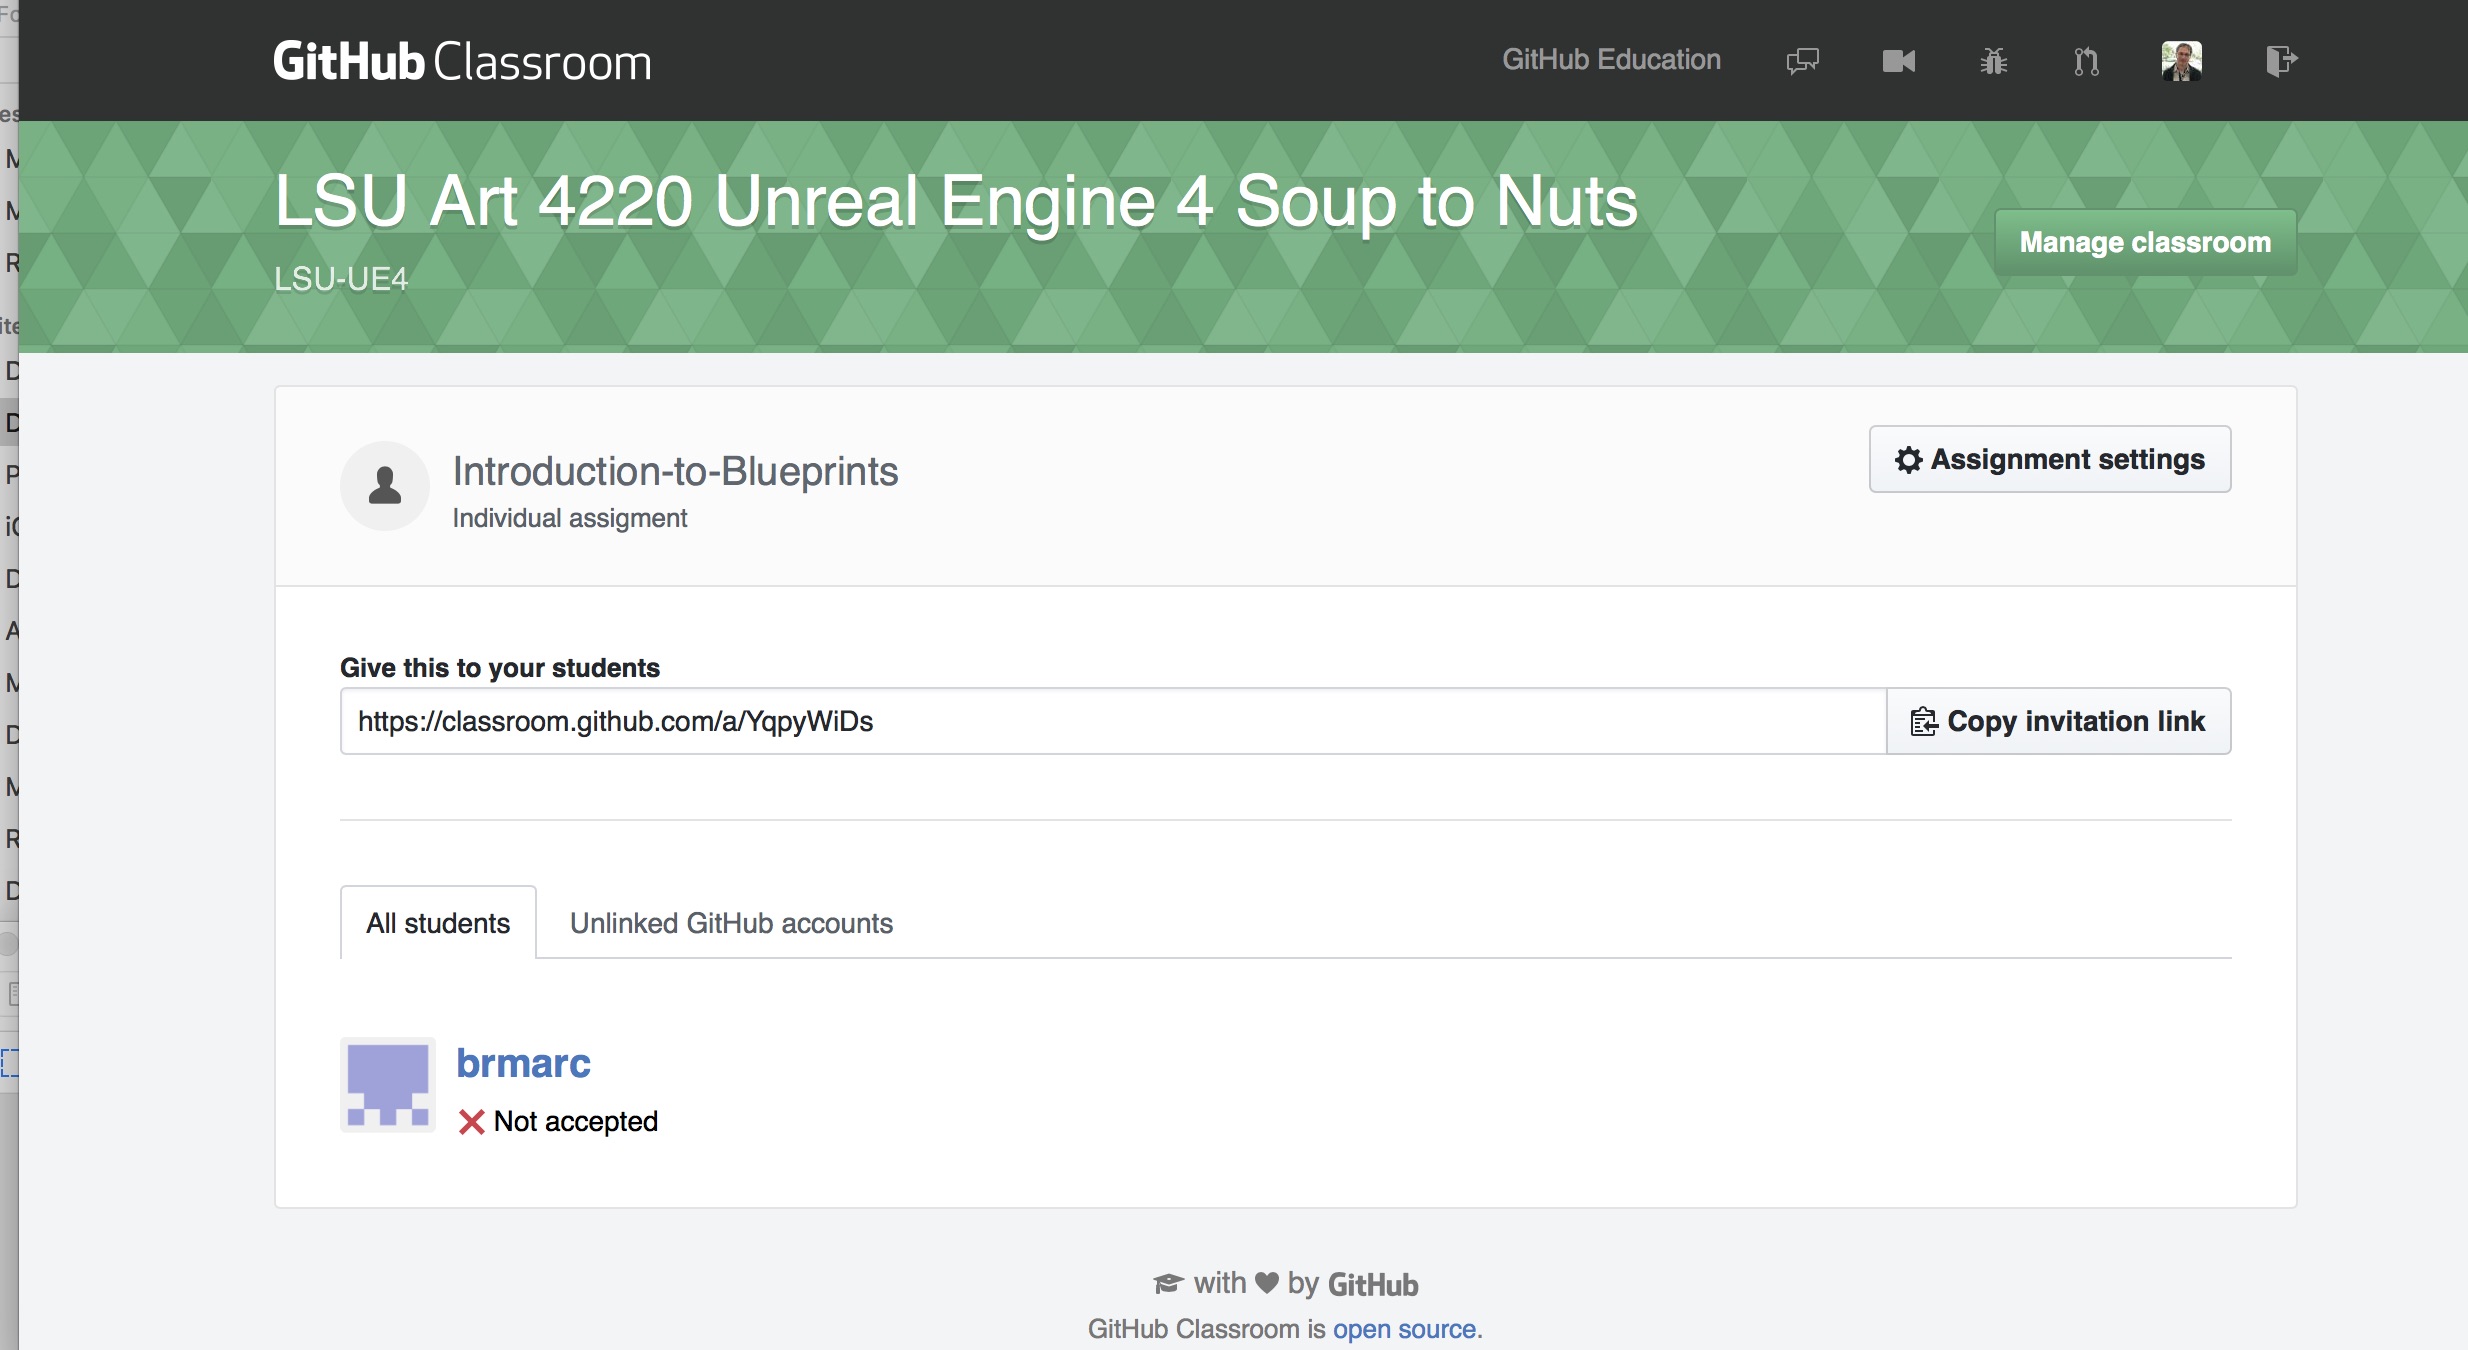 GitHub Classroom
GitHub Education
LSU Art 4220 Unreal Engine 4 Soup to Nuts
LSU-UE4
Manage classroom
Introduction-to-Blueprints
Individual assigment
Assignment settings
Give this to your students
https://classroom.github.com/a/YqpyWiDs
Copy invitation link
All students
Unlinked GitHub accounts
brmarc
Not accepted
with by GitHub
GitHub Classroom is open source.